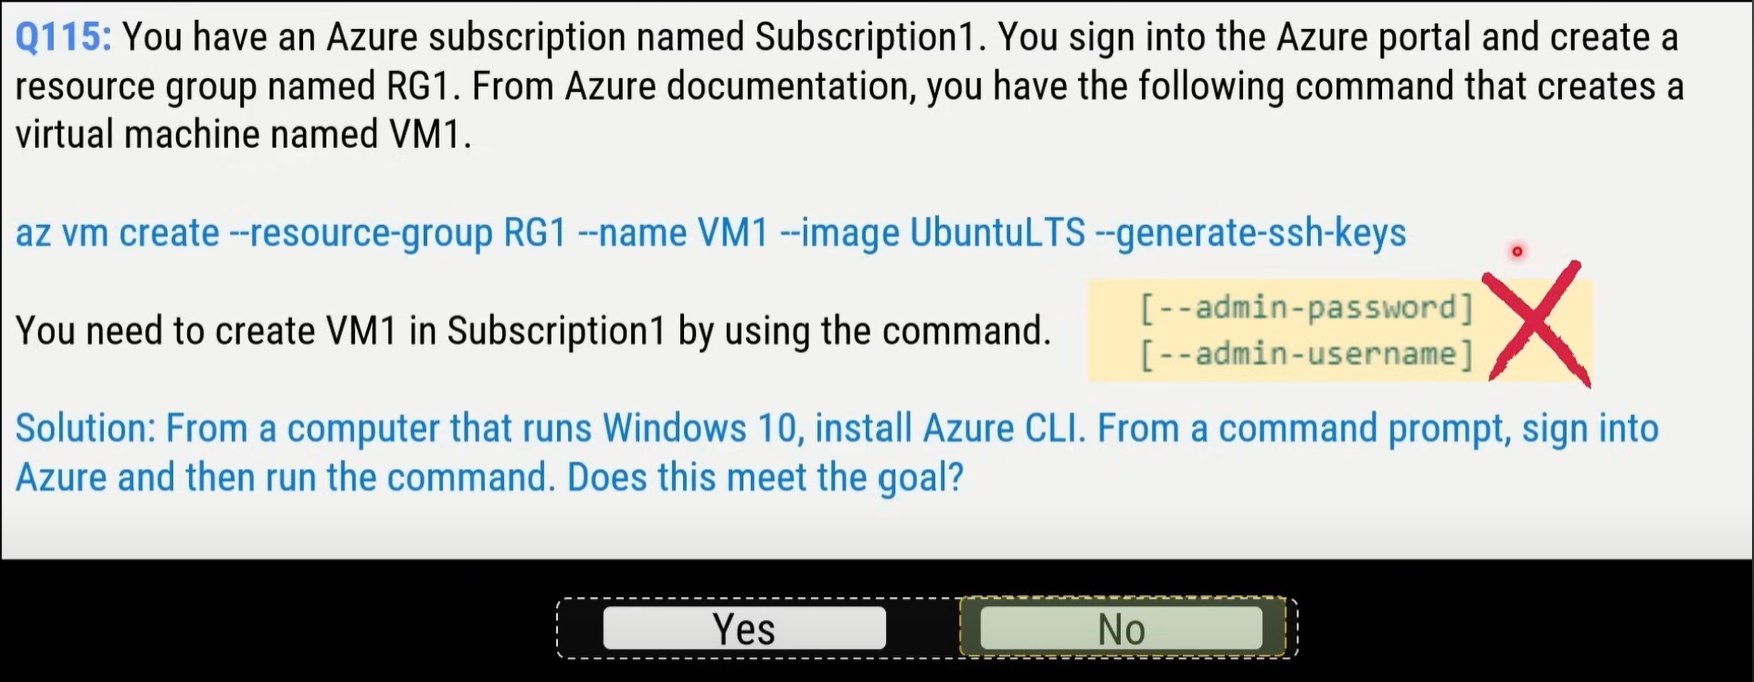 Q115: You have an Azure subscription named Subscription1. You sign into the Azure portal and create a
resource group named RG1. From Azure documentation, you have the following command that creates a
virtual machine named VM1.
az vm create --resource-group RG1 --name VM1 --image UbuntuLTS --generate-ssh-keys
You need to create VM1 in Subscription1 by using the command.
[--admin-password]
[--admin-username]
Solution: From a computer that runs Windows 10, install Azure CLI. From a command prompt, sign into
Azure and then run the command. Does this meet the goal?
Yes
No